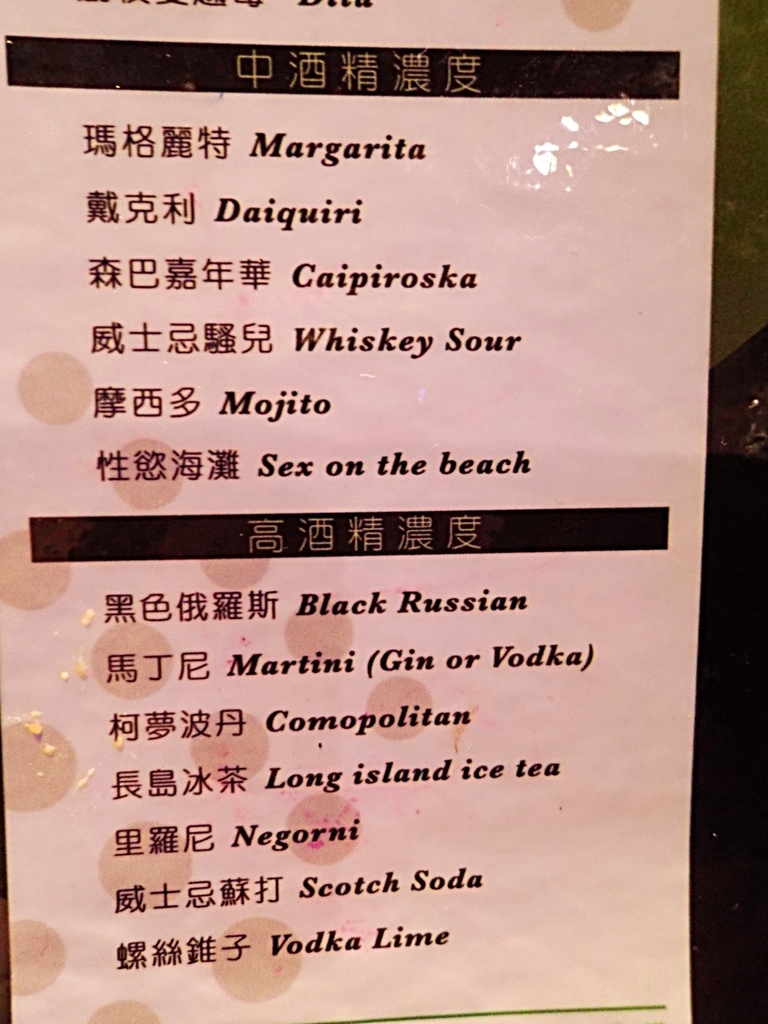 Dita
中酒精濃度
瑪格麗特 Margarita
戴克利 Daiquiri
森巴嘉年華 Caipiroska
威士忌騷兒 Whiskey Sour
摩西多 Mojito
性慾海灘 Sex on the beach
高酒精濃度
黑色俄羅斯 Black Russian
馬丁尼 Martini (Gin or Vodka)
柯夢波丹 Comopolitan
長島冰茶 Long island ice tea
里羅尼 Negorni
威士忌蘇打 Scotch Soda
螺絲錐子 Vodka Lime